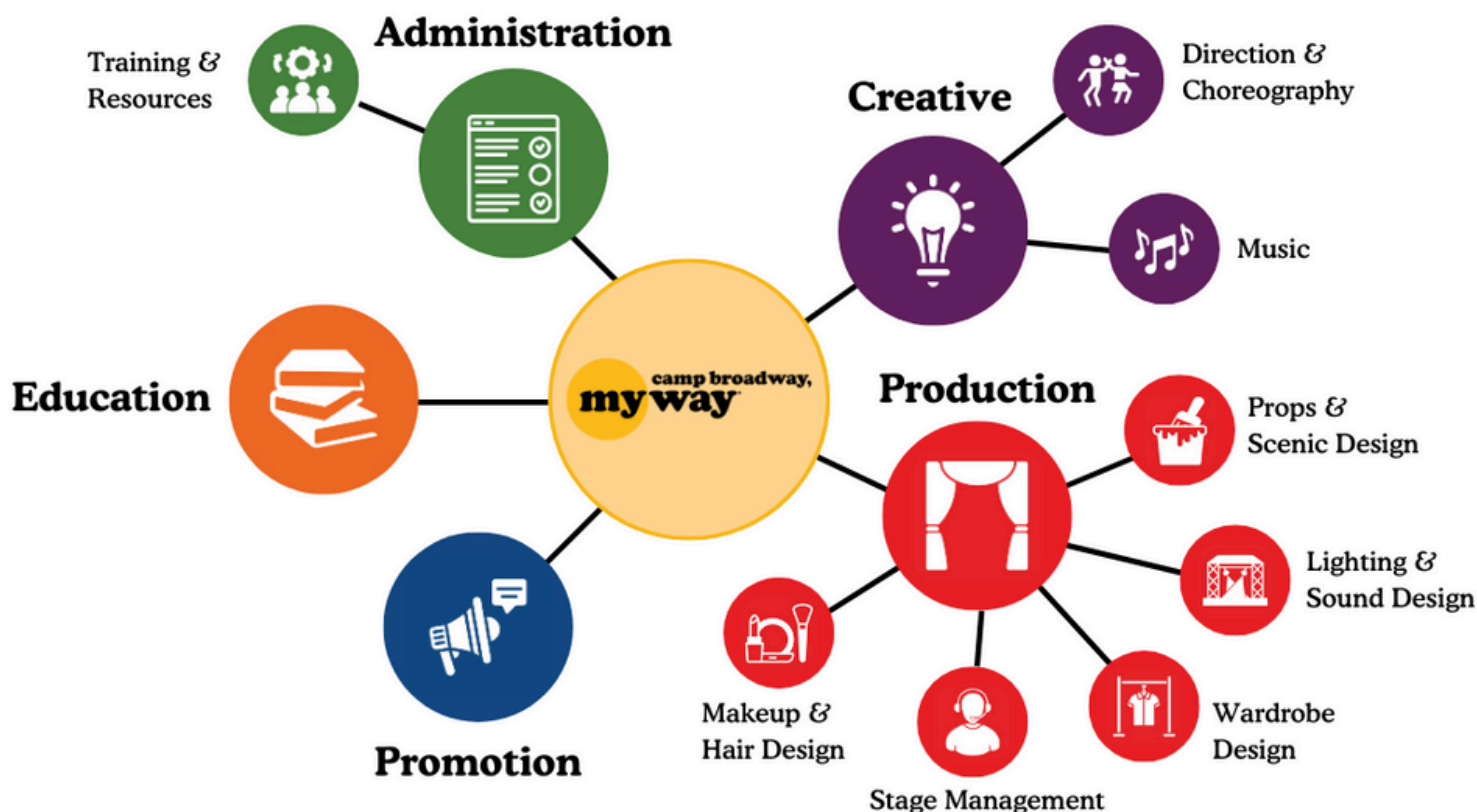 Administration
Training &
Resources
Creative
Direction &
Choreography
Music
Education
camp broadway,
my way
Production
Props &
Scenic Design
Lighting &
Sound Design
Wardrobe
Design
Stage Management
Makeup &
Hair Design
Promotion